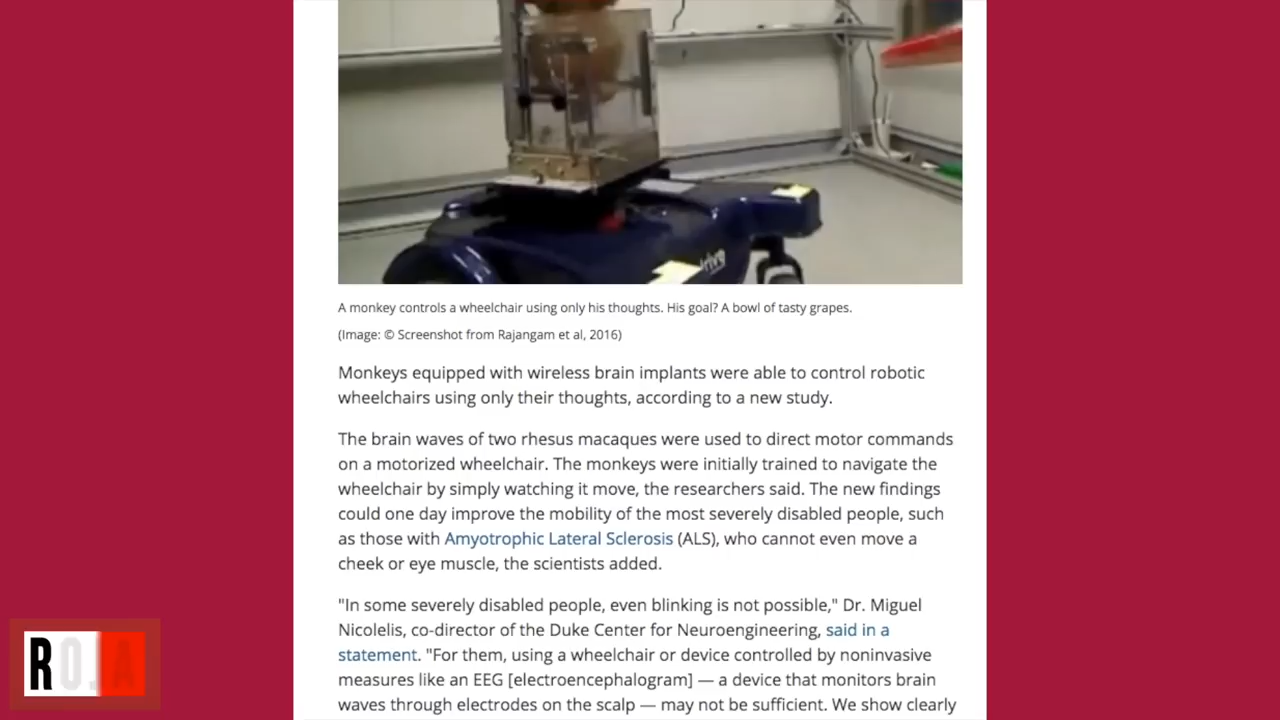 rive
A monkey controls a wheelchair using only his thoughts. His goal? A bowl of tasty grapes.
(Image: © Screenshot from Rajangam et al, 2016)
Monkeys equipped with wireless brain implants were able to control robotic
wheelchairs using only their thoughts, according to a new study.
The brain waves of two rhesus macaques were used to direct motor commands
on a motorized wheelchair. The monkeys were initially trained to navigate the
wheelchair by simply watching it move, the researchers said. The new findings
could one day improve the mobility of the most severely disabled people, such
as those with Amyotrophic Lateral Sclerosis (ALS), who cannot even move a
cheek or eye muscle, the scientists added.
"In some severely disabled people, even blinking is not possible," Dr. Miguel
Nicolelis, co-director of the Duke Center for Neuroengineering, said in a
statement. "For them, using a wheelchair or device controlled by noninvasive
measures like an EEG [electroencephalogram] — a device that monitors brain
waves through electrodes on the scalp — may not be sufficient. We show clearly
RO.A